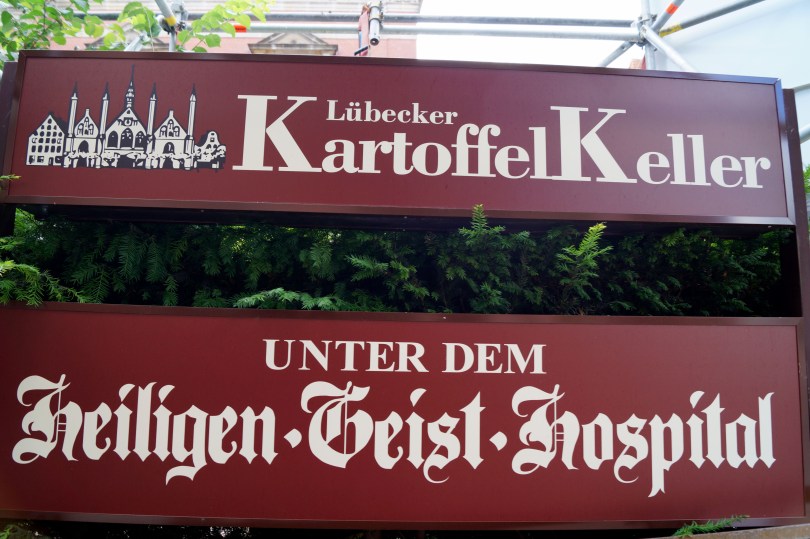 Lübecker
KartoffelKeller
UNTER DEM
Heiligen·Geist·Hospital